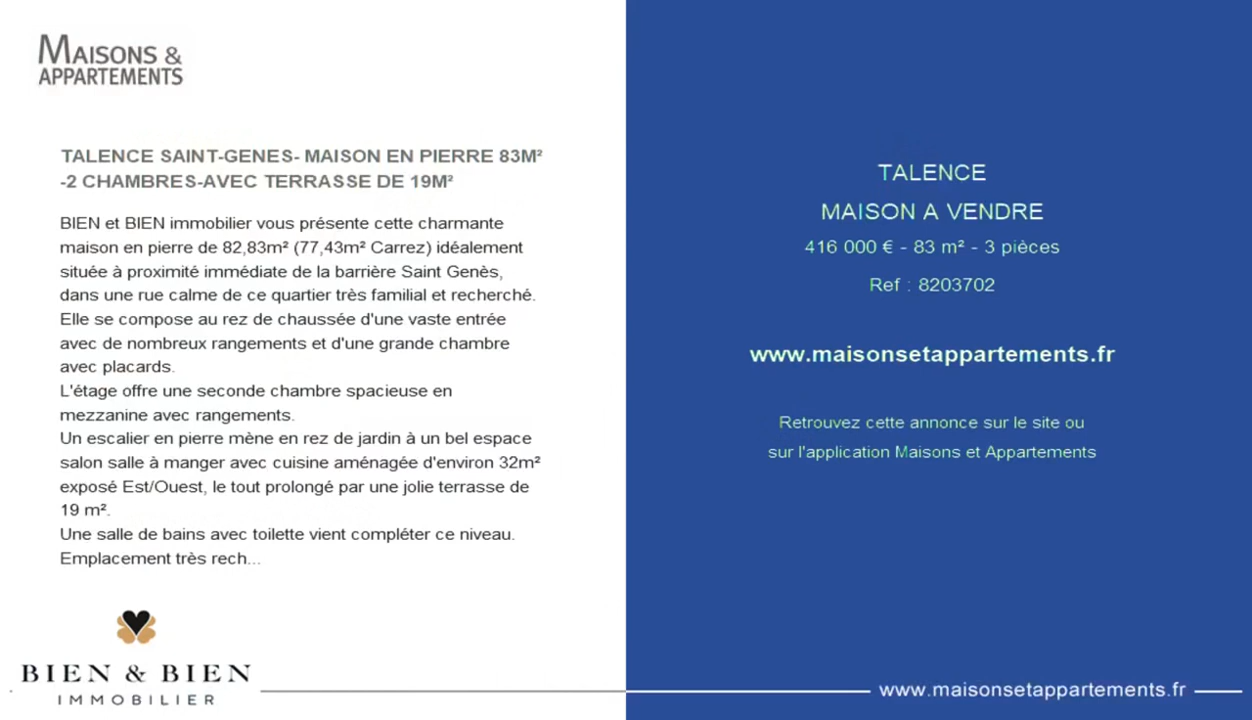 MAISONS &
APPARTEMENTS
TALENCE SAINT-GENES- MAISON EN PIERRE 83M²
-2 CHAMBRES-AVEC TERRASSE DE 19M²
BIEN et BIEN immobilier vous présente cette charmante
maison en pierre de 82,83m² (77,43m² Carrez) idéalement
située à proximité immédiate de la barrière Saint Genès,
dans une rue calme de ce quartier très familial et recherché.
Elle se compose au rez de chaussée d'une vaste entrée
avec de nombreux rangements et d'une grande chambre
avec placards.
L'étage offre une seconde chambre spacieuse en
mezzanine avec rangements.
Un escalier en pierre mène en rez de jardin à un bel espace
salon salle à manger avec cuisine aménagée d'environ 32m²
exposé Est/Ouest, le tout prolongé par une jolie terrasse de
19 m².
Une salle de bains avec toilette vient compléter ce niveau.
Emplacement très rech...
BIEN & BIEN
IMMOBILIER
TALENCE
MAISON A VENDRE
416 000 € - 83 m² - 3 pièces
Ref : 8203702
www.maisonsetappartements.fr
Retrouvez cette annonce sur le site ou
sur l'application Maisons et Appartements
www.maisonsetappartements.fr